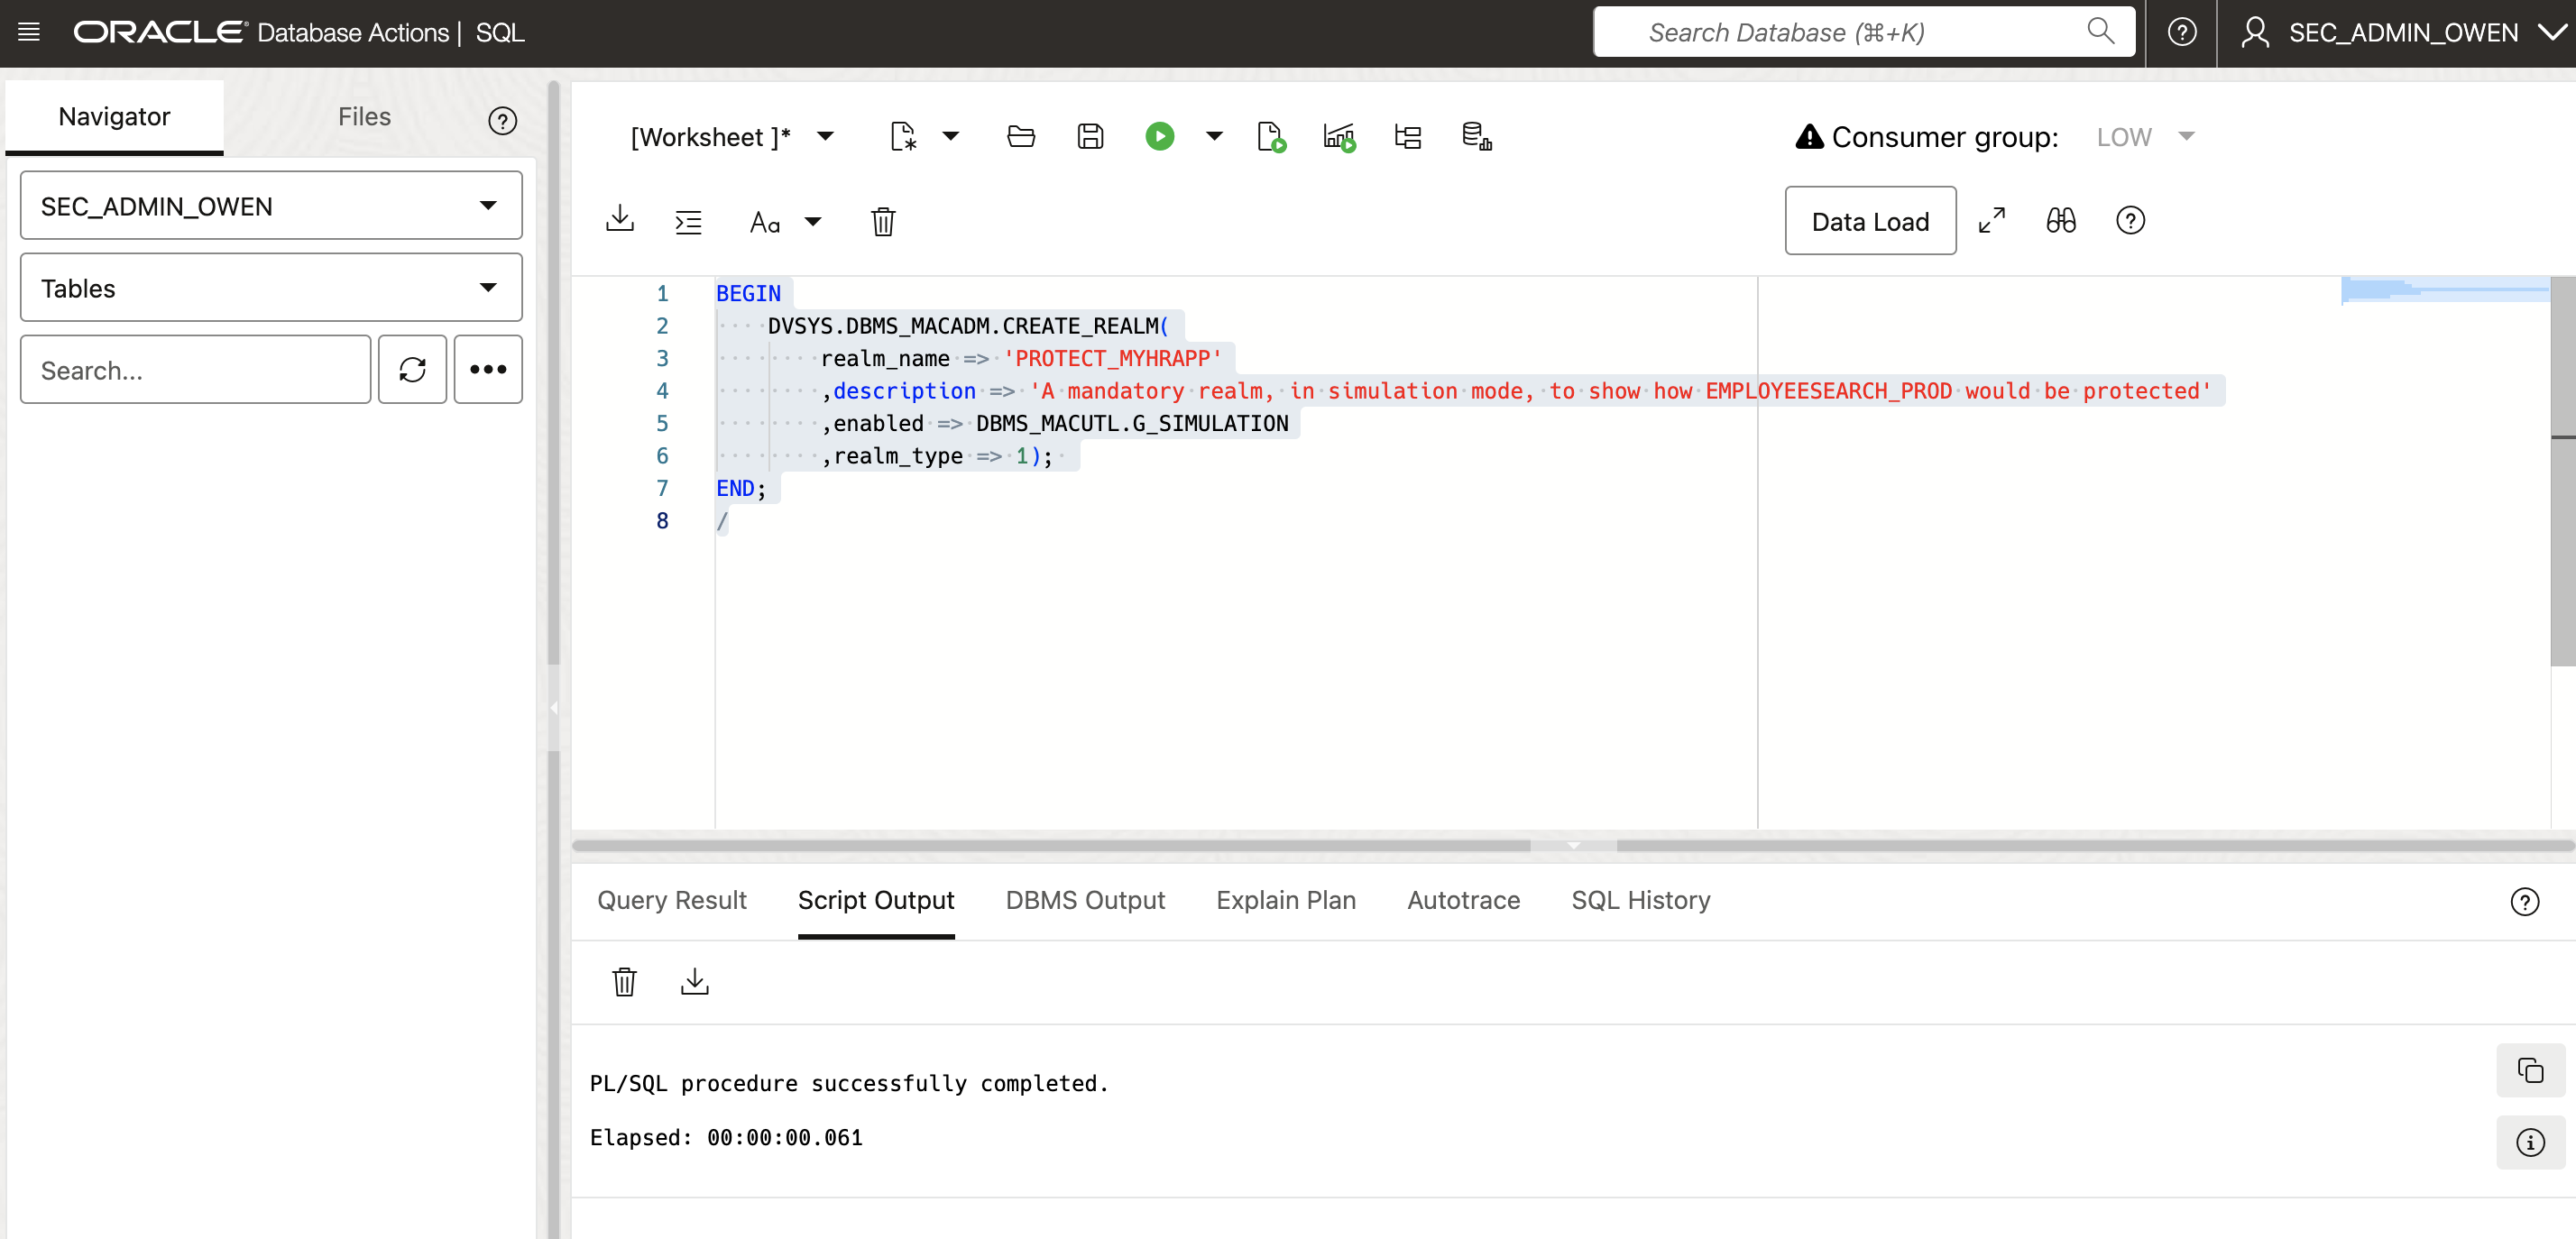 ORACLE Database Actions | SQL
Search Database (⌘+K)
SEC_ADMIN_OWEN
Navigator
Files
SEC_ADMIN_OWEN
Tables
Search...
[Worksheet ]*
Consumer group: LOW
Aa
Data Load
1 BEGIN
2 DVSYS.DBMS_MACADM.CREATE_REALM(
3 realm_name => 'PROTECT_MYHRAPP'
4 ,description => 'A mandatory realm, in simulation mode, to show how EMPLOYEESEARCH_PROD would be protected'
5 ,enabled => DBMS_MACUTL.G_SIMULATION
6 ,realm_type => 1);
7 END;
8 /
Query Result
Script Output
DBMS Output
Explain Plan
Autotrace
SQL History
PL/SQL procedure successfully completed.
Elapsed: 00:00:00.061